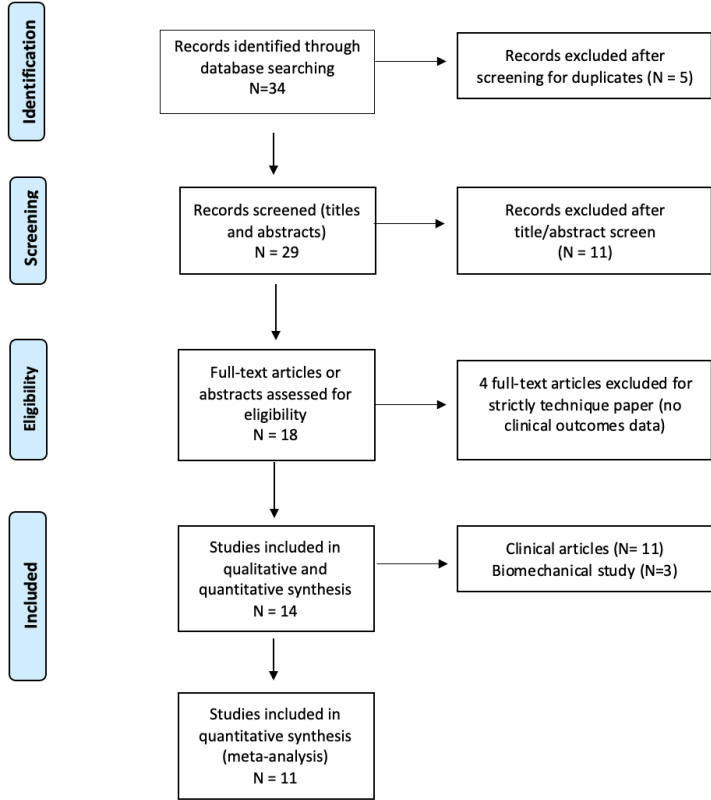 Identification
Records identified through
database searching
N=34
Records excluded after
screening for duplicates (N = 5)
Screening
Records screened (titles
and abstracts)
N = 29
Records excluded after
title/abstract screen
(N = 11)
Eligibility
Full-text articles or
abstracts assessed for
eligibility
N = 18
4 full-text articles excluded for
strictly technique paper (no
clinical outcomes data)
Included
Studies included in
qualitative and
quantitative synthesis
N = 14
Clinical articles (N= 11)
Biomechanical study (N=3)
Studies included in
quantitative synthesis
(meta-analysis)
N = 11